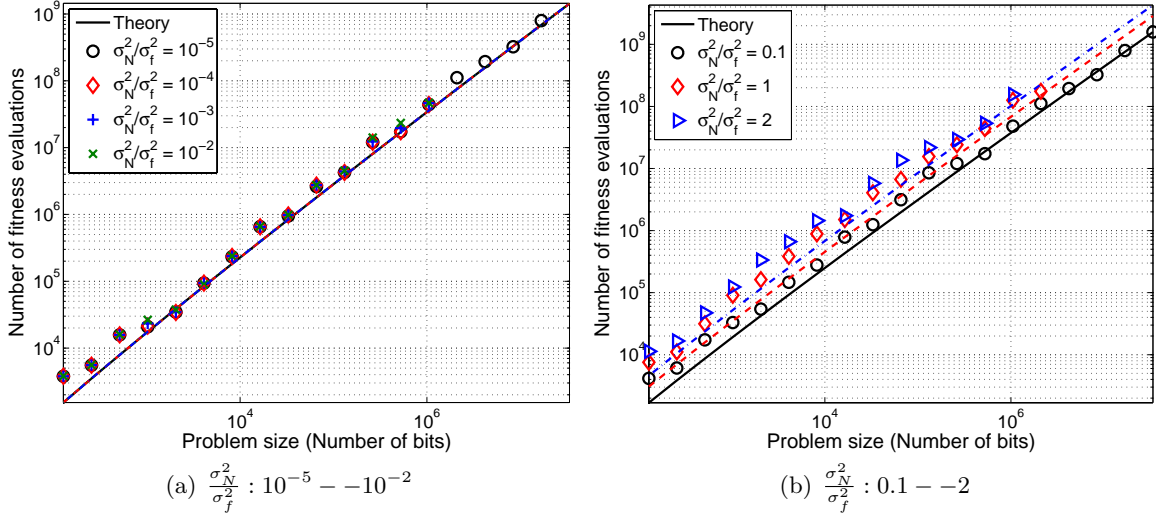 Number of fitness evaluations
10^9
10^8
10^7
10^6
10^5
10^4
Theory
σ_N^2/σ_f^2 = 10^-5
σ_N^2/σ_f^2 = 10^-4
σ_N^2/σ_f^2 = 10^-3
σ_N^2/σ_f^2 = 10^-2
10^4 10^6
Problem size (Number of bits)
(a) σ_N^2/σ_f^2 : 10^-5 − −10^-2
Number of fitness evaluations
10^9
10^8
10^7
10^6
10^5
10^4
Theory
σ_N^2/σ_f^2 = 0.1
σ_N^2/σ_f^2 = 1
σ_N^2/σ_f^2 = 2
10^4 10^6
Problem size (Number of bits)
(b) σ_N^2/σ_f^2 : 0.1 − −2